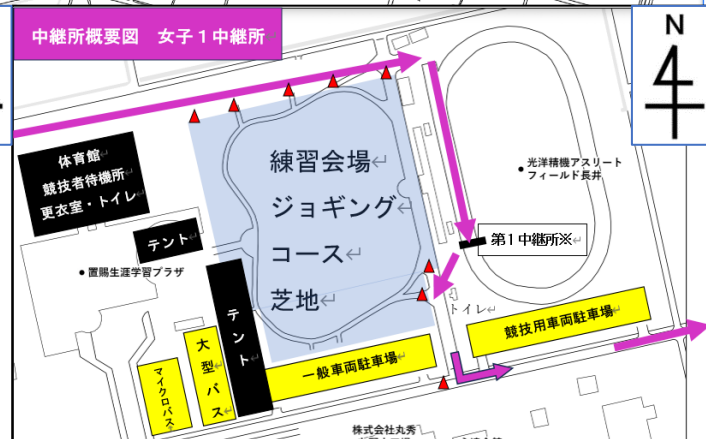 中継所概要図　女子１中継所
N
体育館
競技者待機所
更衣室・トイレ
練習会場
ジョギング
コース
芝地
光洋精機アスリート
フィールド長井
テント
第１中継所※
置賜生涯学習プラザ
テント
トイレ
競技用車両駐車場
大型バス
マイクロバス
一般車両駐車場
株式会社丸秀